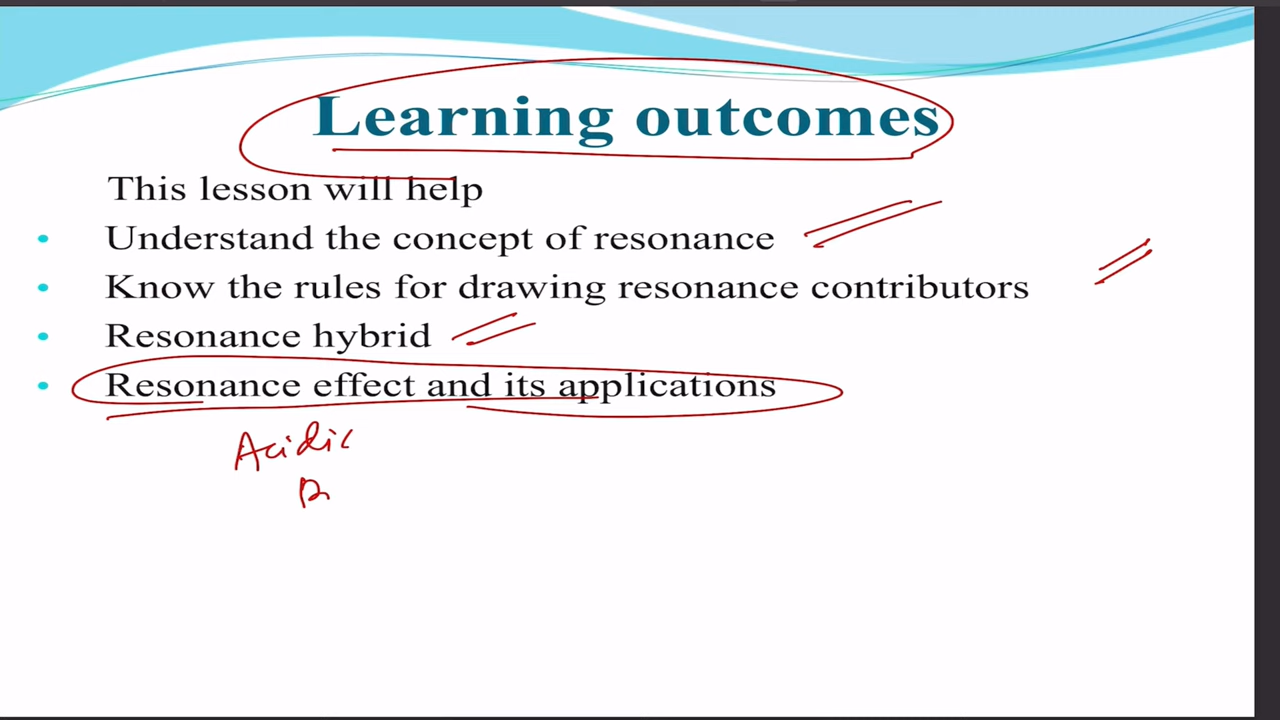 Learning outcomes
This lesson will help
• Understand the concept of resonance
• Know the rules for drawing resonance contributors
• Resonance hybrid
• Resonance effect and its applications
Acidic